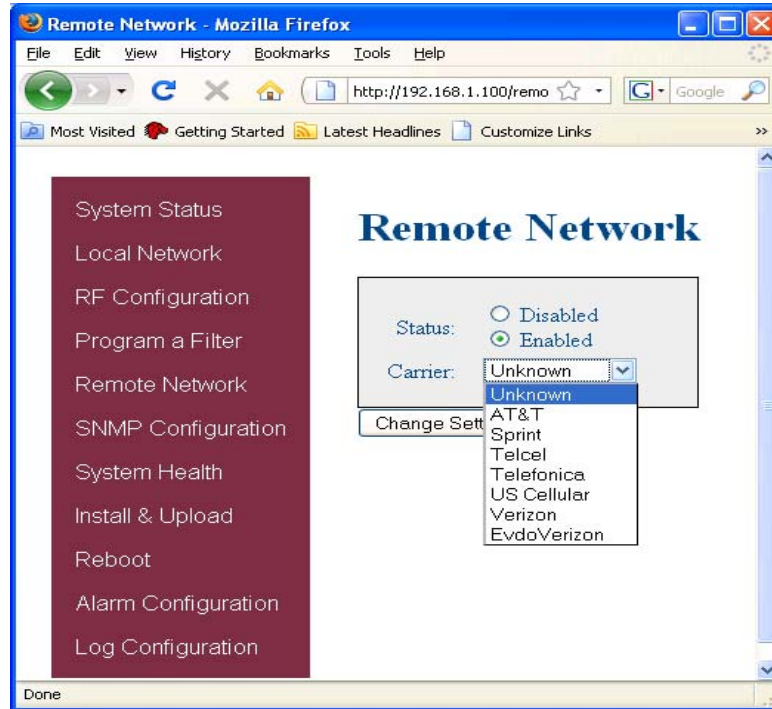 Remote Network - Mozilla Firefox
File Edit View History Bookmarks Tools Help
http://192.168.1.100/remo
G Google
Most Visited Getting Started Latest Headlines Customize Links
System Status
Local Network
RF Configuration
Program a Filter
Remote Network
SNMP Configuration
System Health
Install & Upload
Reboot
Alarm Configuration
Log Configuration
Remote Network
Status:
Disabled
Enabled
Carrier:
Unknown
Unknown
AT&T
Sprint
Telcel
Telefonica
US Cellular
Verizon
EvdoVerizon
Change Sett
Done